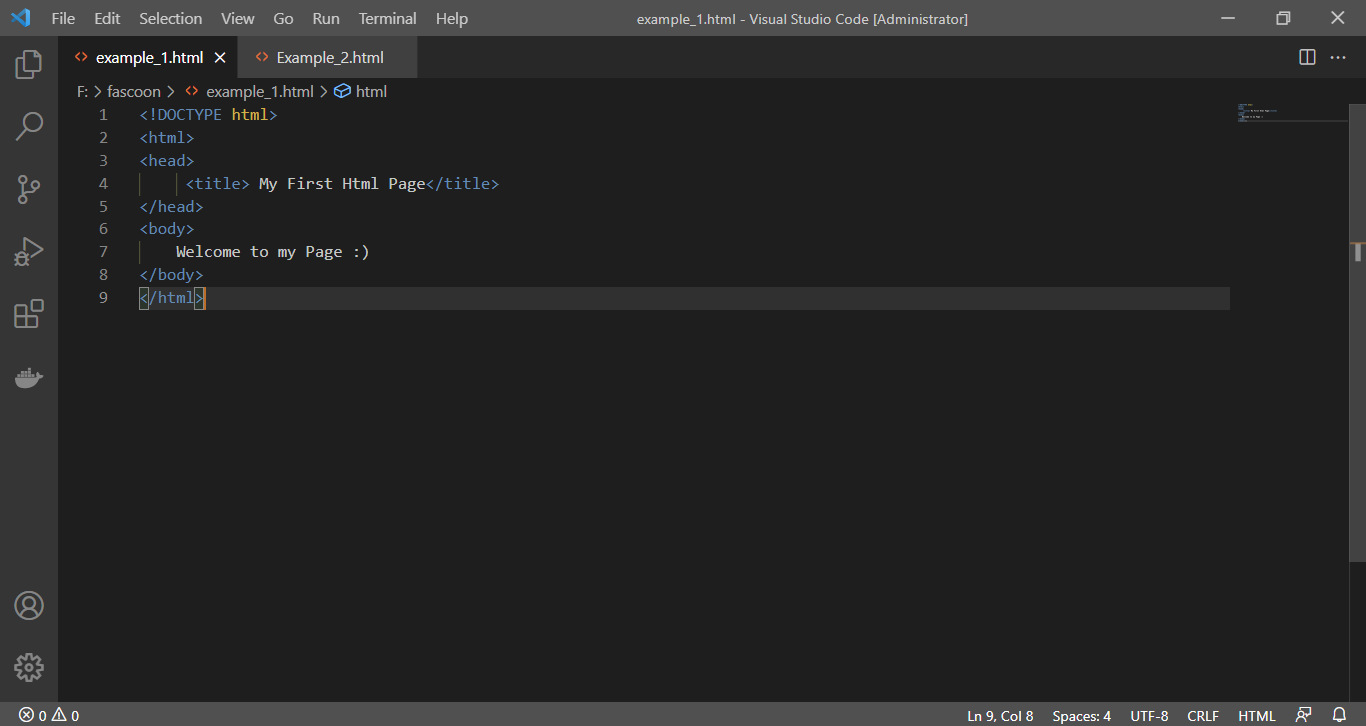 File Edit Selection View Go Run Terminal Help example_1.html - Visual Studio Code [Administrator]
example_1.html Example_2.html
F: > fascoon > example_1.html > html
1 <!DOCTYPE html>
2 <html>
3 <head>
4 <title> My First Html Page</title>
5 </head>
6 <body>
7 Welcome to my Page :)
8 </body>
9 </html>
0 0 Ln 9, Col 8 Spaces: 4 UTF-8 CRLF HTML